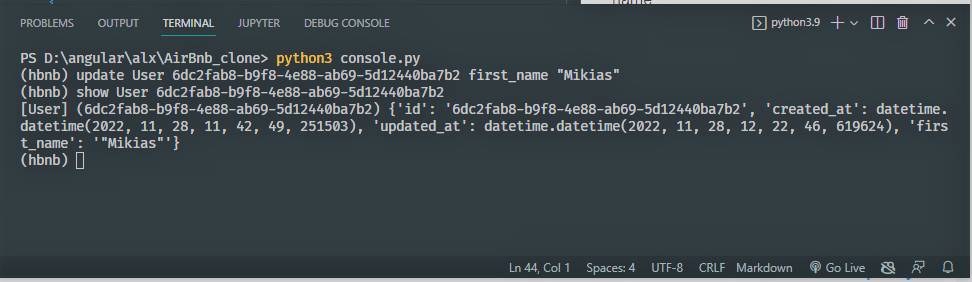 name
PROBLEMS OUTPUT TERMINAL JUPYTER DEBUG CONSOLE python3.9
PS D:\angular\alx\AirBnb_clone> python3 console.py
(hbnb) update User 6dc2fab8-b9f8-4e88-ab69-5d12440ba7b2 first_name "Mikias"
(hbnb) show User 6dc2fab8-b9f8-4e88-ab69-5d12440ba7b2
[User] (6dc2fab8-b9f8-4e88-ab69-5d12440ba7b2) {'id': '6dc2fab8-b9f8-4e88-ab69-5d12440ba7b2', 'created_at': datetime.
datetime(2022, 11, 28, 11, 42, 49, 251503), 'updated_at': datetime.datetime(2022, 11, 28, 12, 22, 46, 619624), 'firs
t_name': '"Mikias"'}
(hbnb)
Ln 44, Col 1 Spaces: 4 UTF-8 CRLF Markdown Go Live